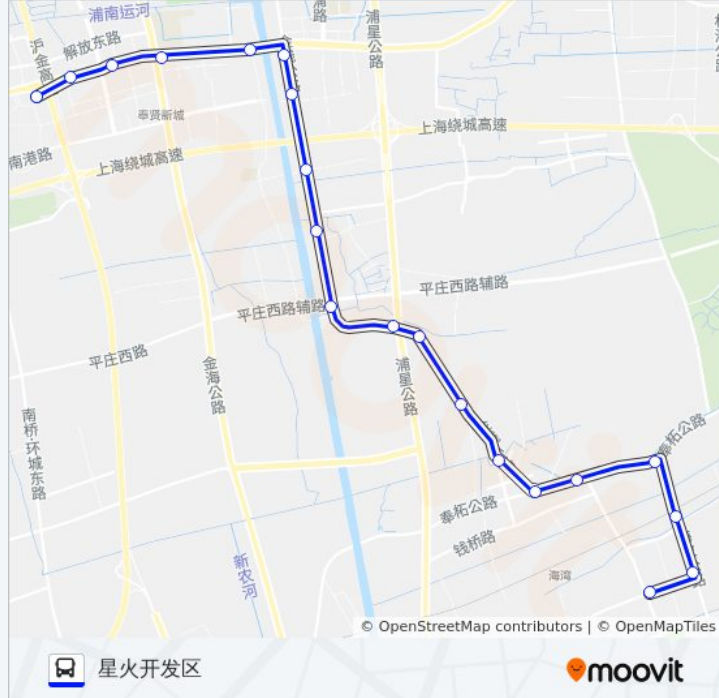 浦南运河
浦星公路
解放东路
沪金高
奉贤新城
上海绕城高速
南港路
上海绕城高速
平庄西路辅路
平庄西路辅路
平庄西路
金海公路
浦星公路
南桥·环城东路
奉柘公路
奉柘公路
钱桥路
新农河
海湾
© OpenStreetMap contributors | © OpenMapTiles
星火开发区
moovit